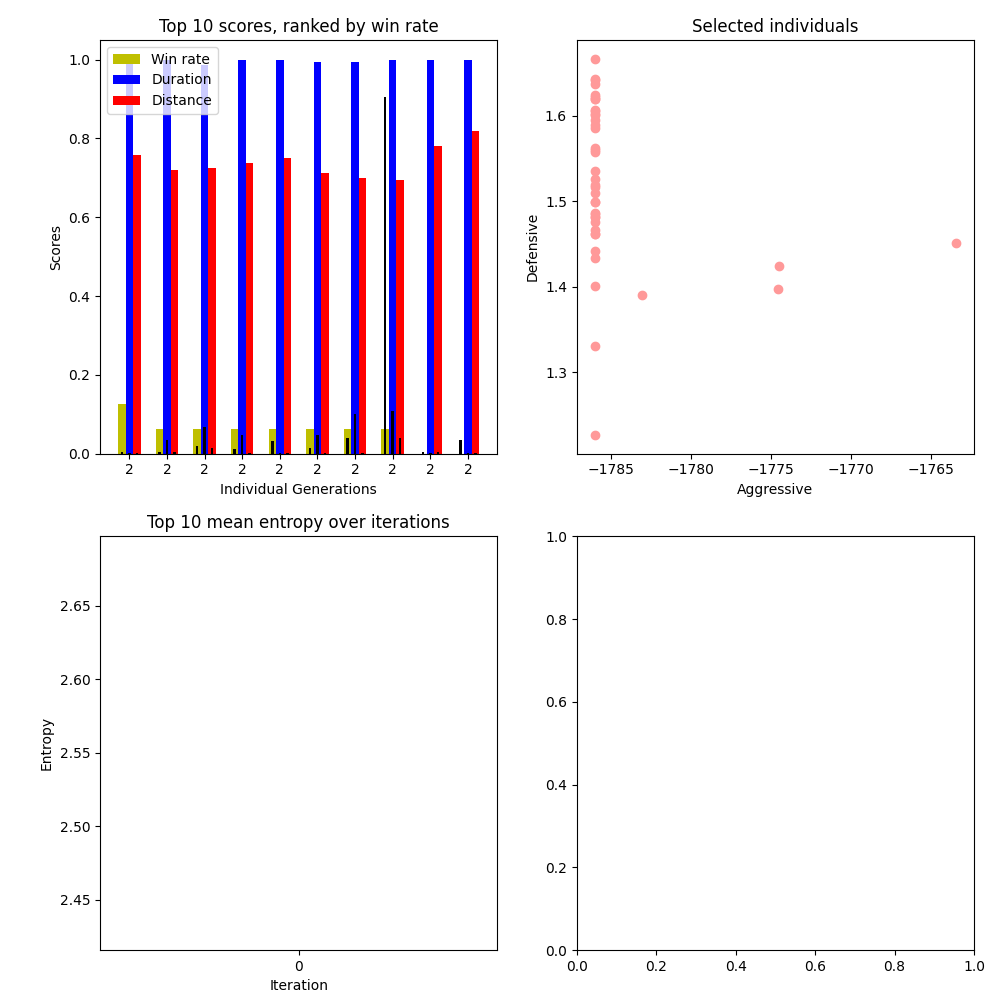 Top 10 scores, ranked by win rate
Win rate
Duration
Distance
1.0
0.8
0.6
0.4
0.2
0.0
Scores
2 2 2 2 2 2 2 2 2 2
Individual Generations
Selected individuals
1.6
1.5
1.4
1.3
Defensive
−1785 −1780 −1775 −1770 −1765
Aggressive
Top 10 mean entropy over iterations
2.65
2.60
2.55
2.50
2.45
Entropy
0
Iteration
1.0
0.8
0.6
0.4
0.2
0.0
0.0 0.2 0.4 0.6 0.8 1.0